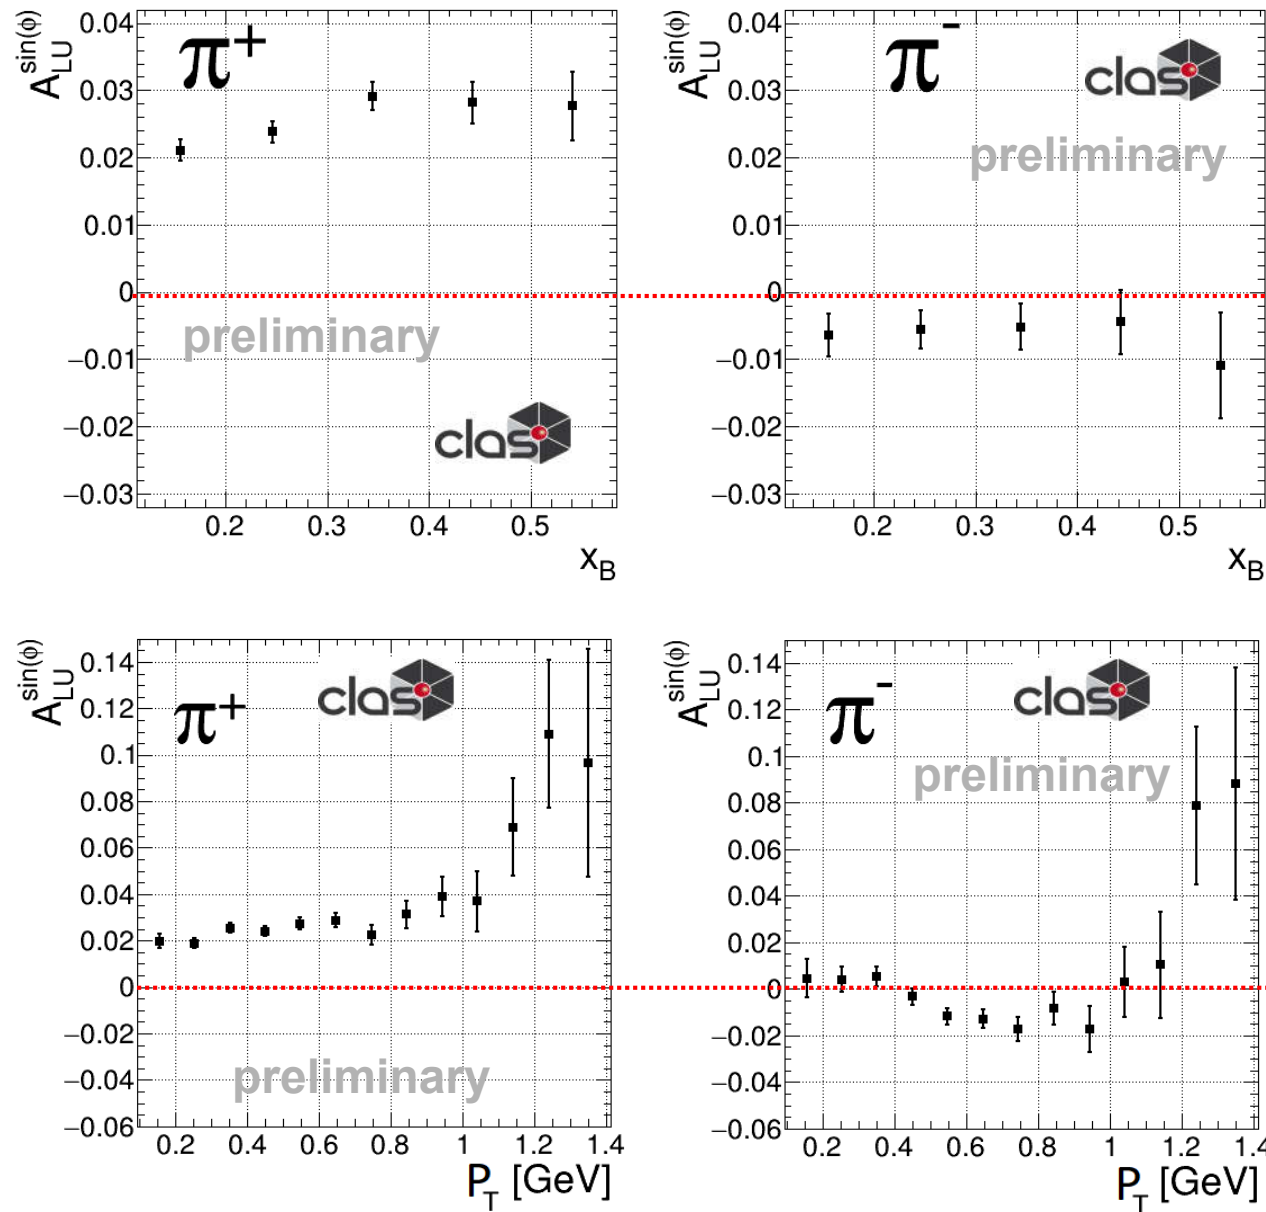 A_LU^sin(ϕ)
π+
0.04
0.03
0.02
0.01
0
−0.01
−0.02
−0.03
preliminary
clas
0.2 0.3 0.4 0.5
x_B
A_LU^sin(ϕ)
π-
clas
preliminary
0.04
0.03
0.02
0.01
0
−0.01
−0.02
−0.03
0.2 0.3 0.4 0.5
x_B
A_LU^sin(ϕ)
π+
clas
preliminary
0.14
0.12
0.1
0.08
0.06
0.04
0.02
0
−0.02
−0.04
−0.06
0.2 0.4 0.6 0.8 1 1.2 1.4
P_T [GeV]
A_LU^sin(ϕ)
π-
clas
preliminary
0.14
0.12
0.1
0.08
0.06
0.04
0.02
0
−0.02
−0.04
−0.06
0.2 0.4 0.6 0.8 1 1.2 1.4
P_T [GeV]